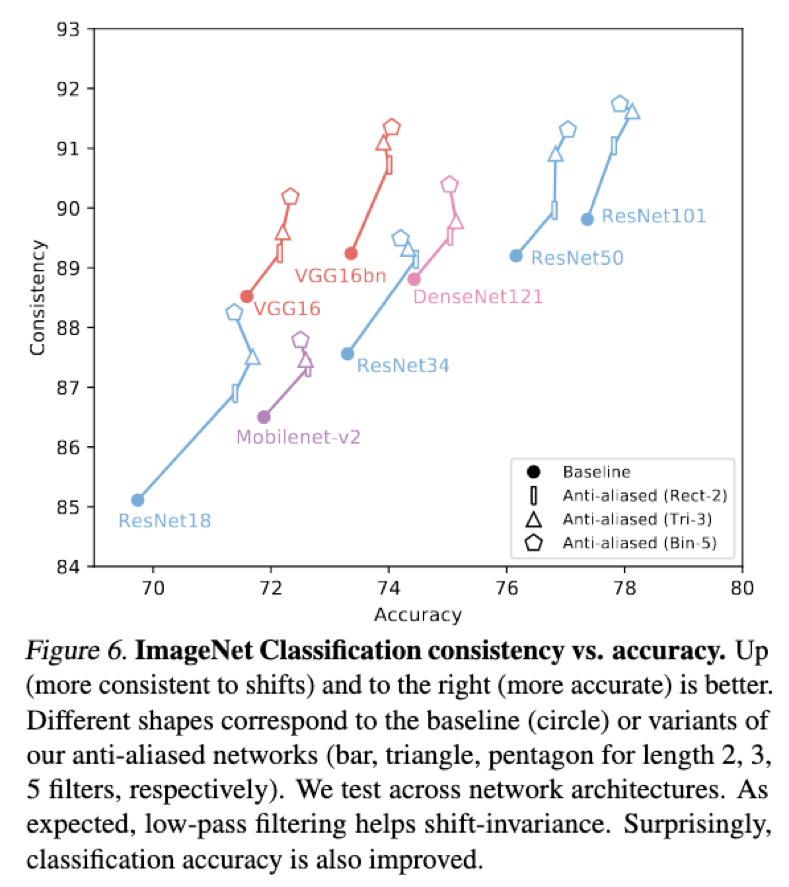 93
92
91
90
89
88
87
86
85
84
Consistency
ResNet101
ResNet50
VGG16bn
DenseNet121
VGG16
ResNet34
Mobilenet-v2
ResNet18
Baseline
Anti-aliased (Rect-2)
Anti-aliased (Tri-3)
Anti-aliased (Bin-5)
70 72 74 76 78 80
Accuracy
Figure 6. ImageNet Classification consistency vs. accuracy. Up
(more consistent to shifts) and to the right (more accurate) is better.
Different shapes correspond to the baseline (circle) or variants of
our anti-aliased networks (bar, triangle, pentagon for length 2, 3,
5 filters, respectively). We test across network architectures. As
expected, low-pass filtering helps shift-invariance. Surprisingly,
classification accuracy is also improved.